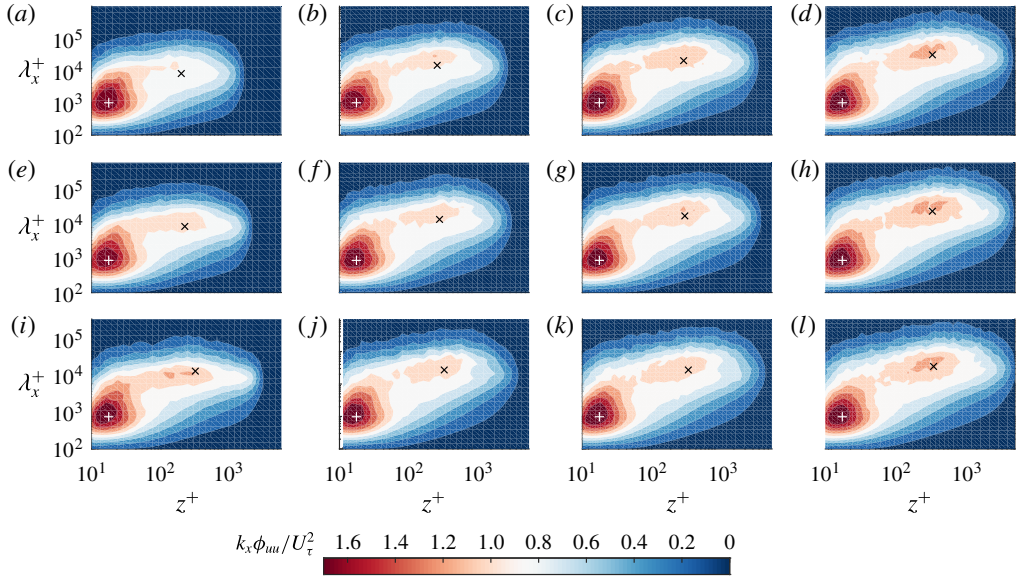 (a) (b) (c) (d)
10^5
λ_x^+ 10^4
10^3
10^2
(e) (f) (g) (h)
10^5
λ_x^+ 10^4
10^3
10^2
(i) (j) (k) (l)
10^5
λ_x^+ 10^4
10^3
10^2
10^1 10^2 10^3 10^1 10^2 10^3 10^1 10^2 10^3 10^1 10^2 10^3
z^+ z^+ z^+ z^+
k_xϕ_uu/U_τ^2 1.6 1.4 1.2 1.0 0.8 0.6 0.4 0.2 0